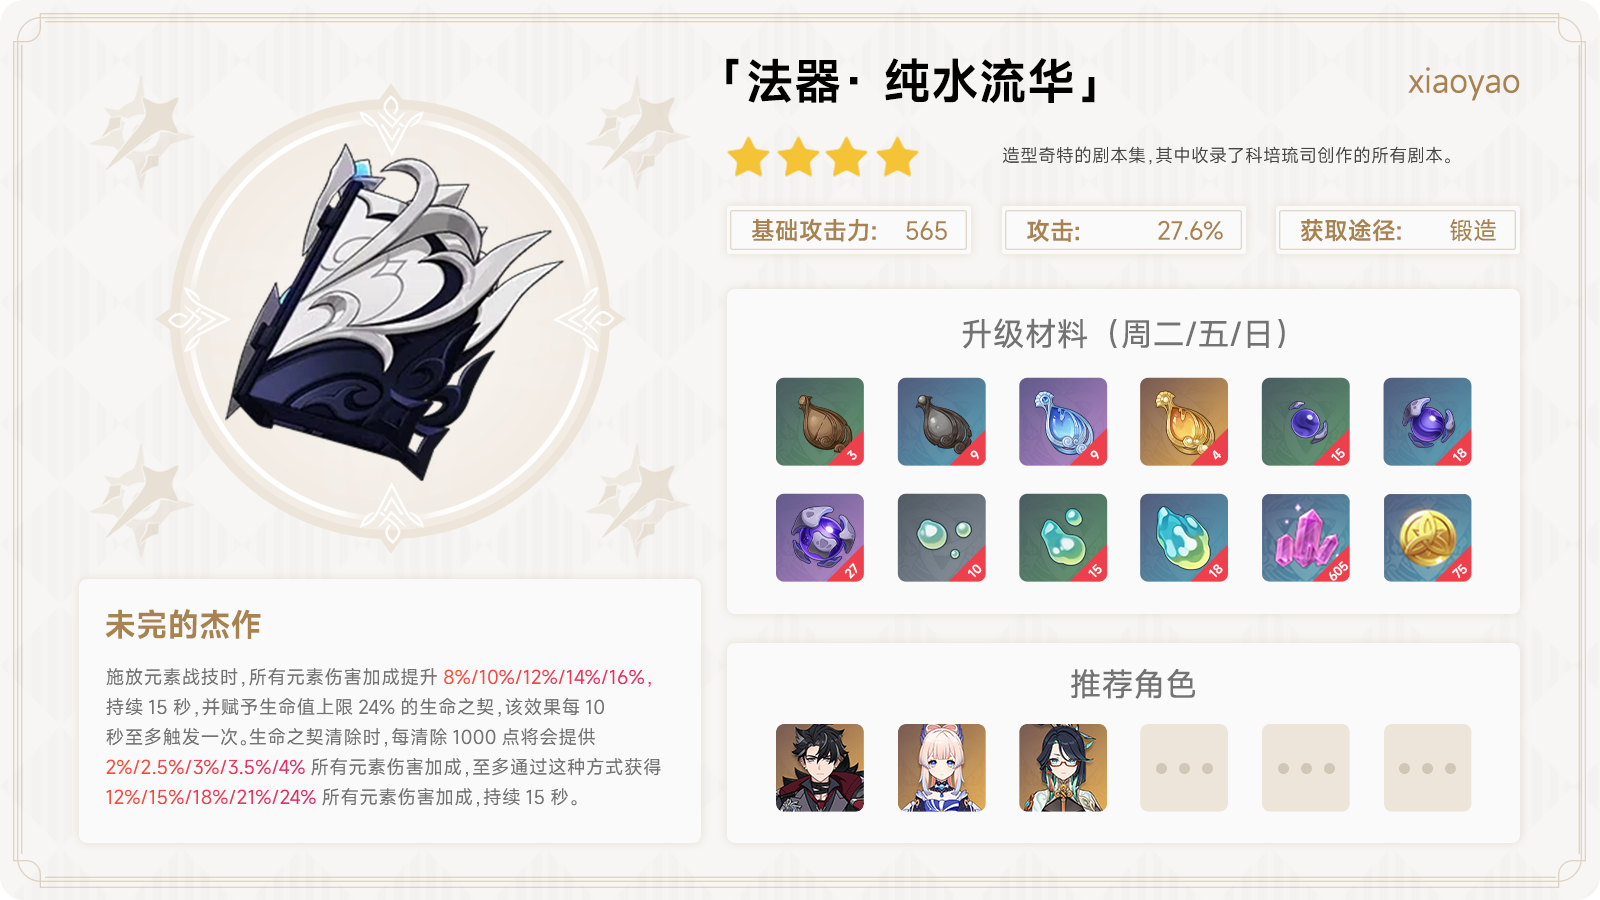 「法器· 纯水流华」
xiaoyao
造型奇特的剧本集,其中收录了科培琉司创作的所有剧本。
基础攻击力: 565
攻击: 27.6%
获取途径: 锻造
升级材料（周二/五/日）
3 9 9 4 15 18
27 10 15 18 605 75
未完的杰作
施放元素战技时,所有元素伤害加成提升 8%/10%/12%/14%/16%,
持续 15 秒,并赋予生命值上限 24% 的生命之契,该效果每 10
秒至多触发一次。生命之契清除时,每清除 1000 点将会提供
2%/2.5%/3%/3.5%/4% 所有元素伤害加成,至多通过这种方式获得
12%/15%/18%/21%/24% 所有元素伤害加成,持续 15 秒。
推荐角色